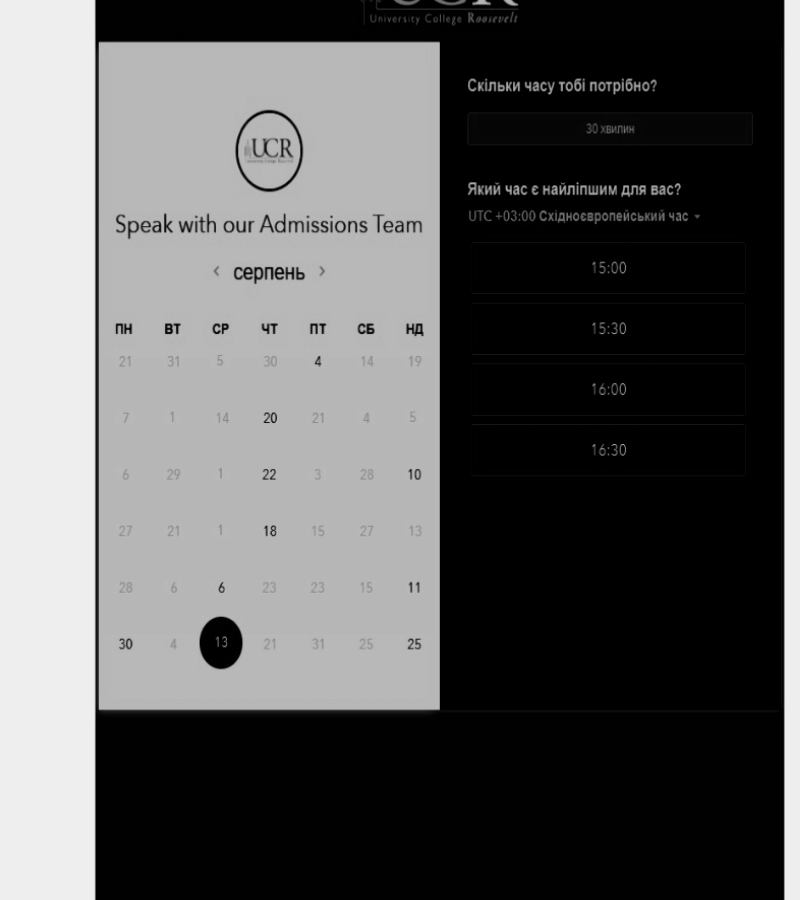 UCR
University College Roosevelt
UCR
Speak with our Admissions Team
‹ серпень ›
ПН ВТ СР ЧТ ПТ СБ НД
21 31 5 30 4 14 19
7 1 14 20 21 4 5
6 29 1 22 3 28 10
27 21 1 18 15 27 13
28 6 6 23 23 15 11
30 4 13 21 31 25 25
Скільки часу тобі потрібно?
30 хвилин
Який час є найліпшим для вас?
UTC +03:00 Східноєвропейський час
15:00
15:30
16:00
16:30